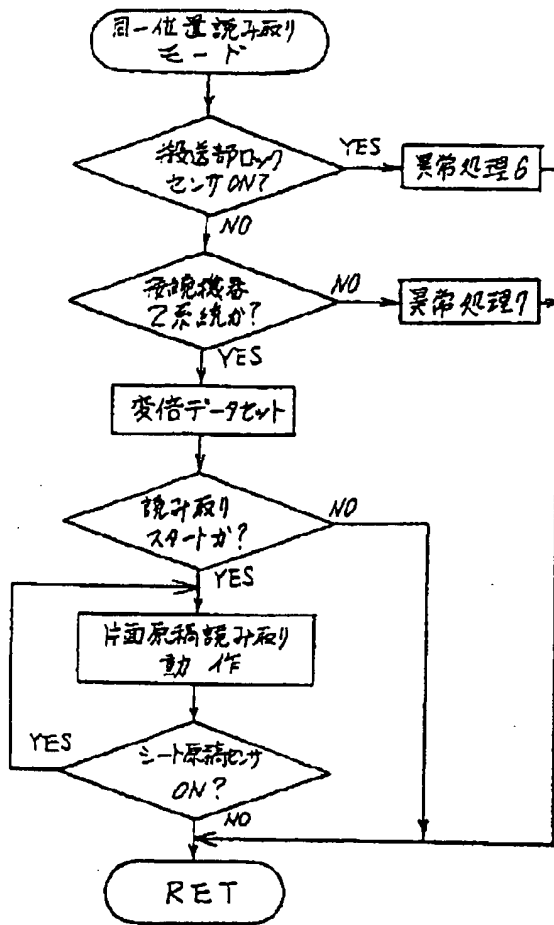 同一位置読み取り
モード
搬送部ロック
センサON?
YES
異常処理6
NO
接続機器
2系統か?
NO
異常処理7
YES
変倍データセット
読み取り
スタートか?
NO
YES
片面原稿読み取り
動作
YES
シート原稿センサ
ON?
NO
RET